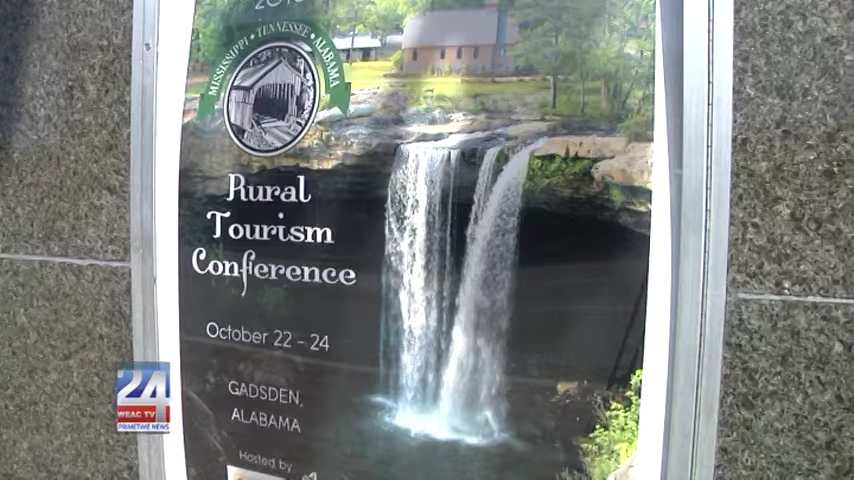 MISSISSIPPI • TENNESSEE • ALABAMA
Rural
Tourism
Conference
October 22 - 24
GADSDEN,
ALABAMA
Hosted by
24
WEAC TV
PRIMETIME NEWS